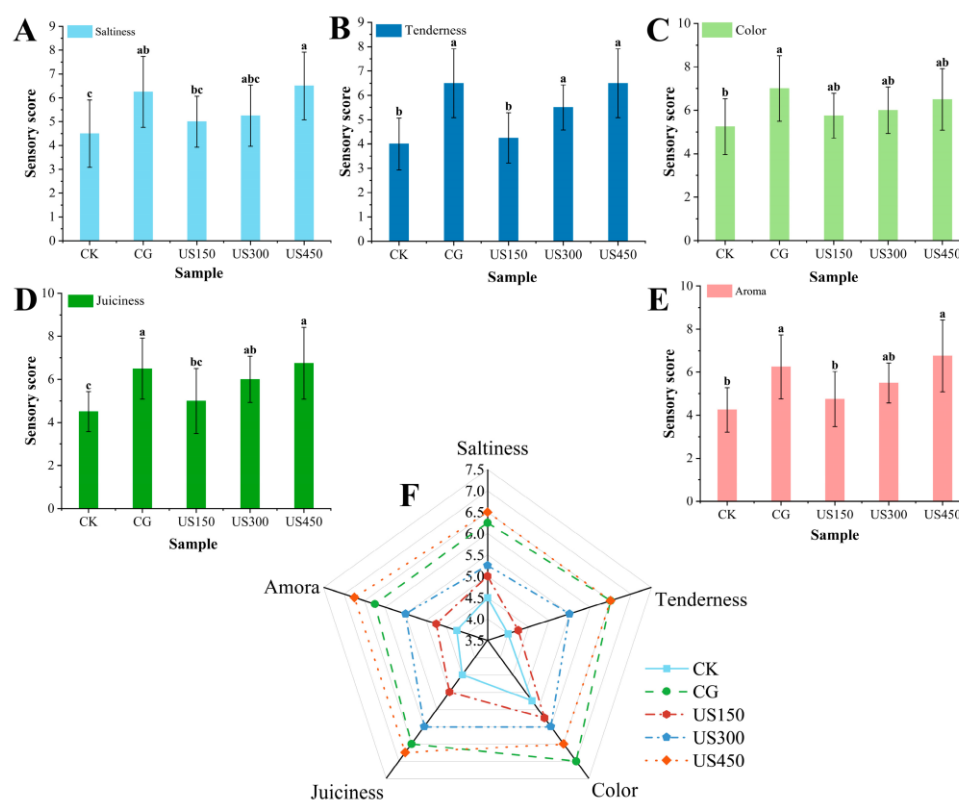 A
Saltiness
Sensory score
9
8
7
6
5
4
3
2
1
0
c
ab
bc
abc
a
CK
CG
US150
US300
US450
Sample
B
Tenderness
Sensory score
9
8
7
6
5
4
3
2
1
0
b
a
b
a
a
CK
CG
US150
US300
US450
Sample
C
Color
Sensory score
10
8
6
4
2
0
b
a
ab
ab
ab
CK
CG
US150
US300
US450
Sample
D
Juiciness
Sensory score
10
8
6
4
2
0
c
a
bc
ab
a
CK
CG
US150
US300
US450
Sample
E
Aroma
Sensory score
10
8
6
4
2
0
b
a
b
ab
a
CK
CG
US150
US300
US450
Sample
F
Saltiness
7.5
7.0
6.5
6.0
5.5
5.0
4.5
4.0
3.5
Amora
Tenderness
Juiciness
Color
CK
CG
US150
US300
US450